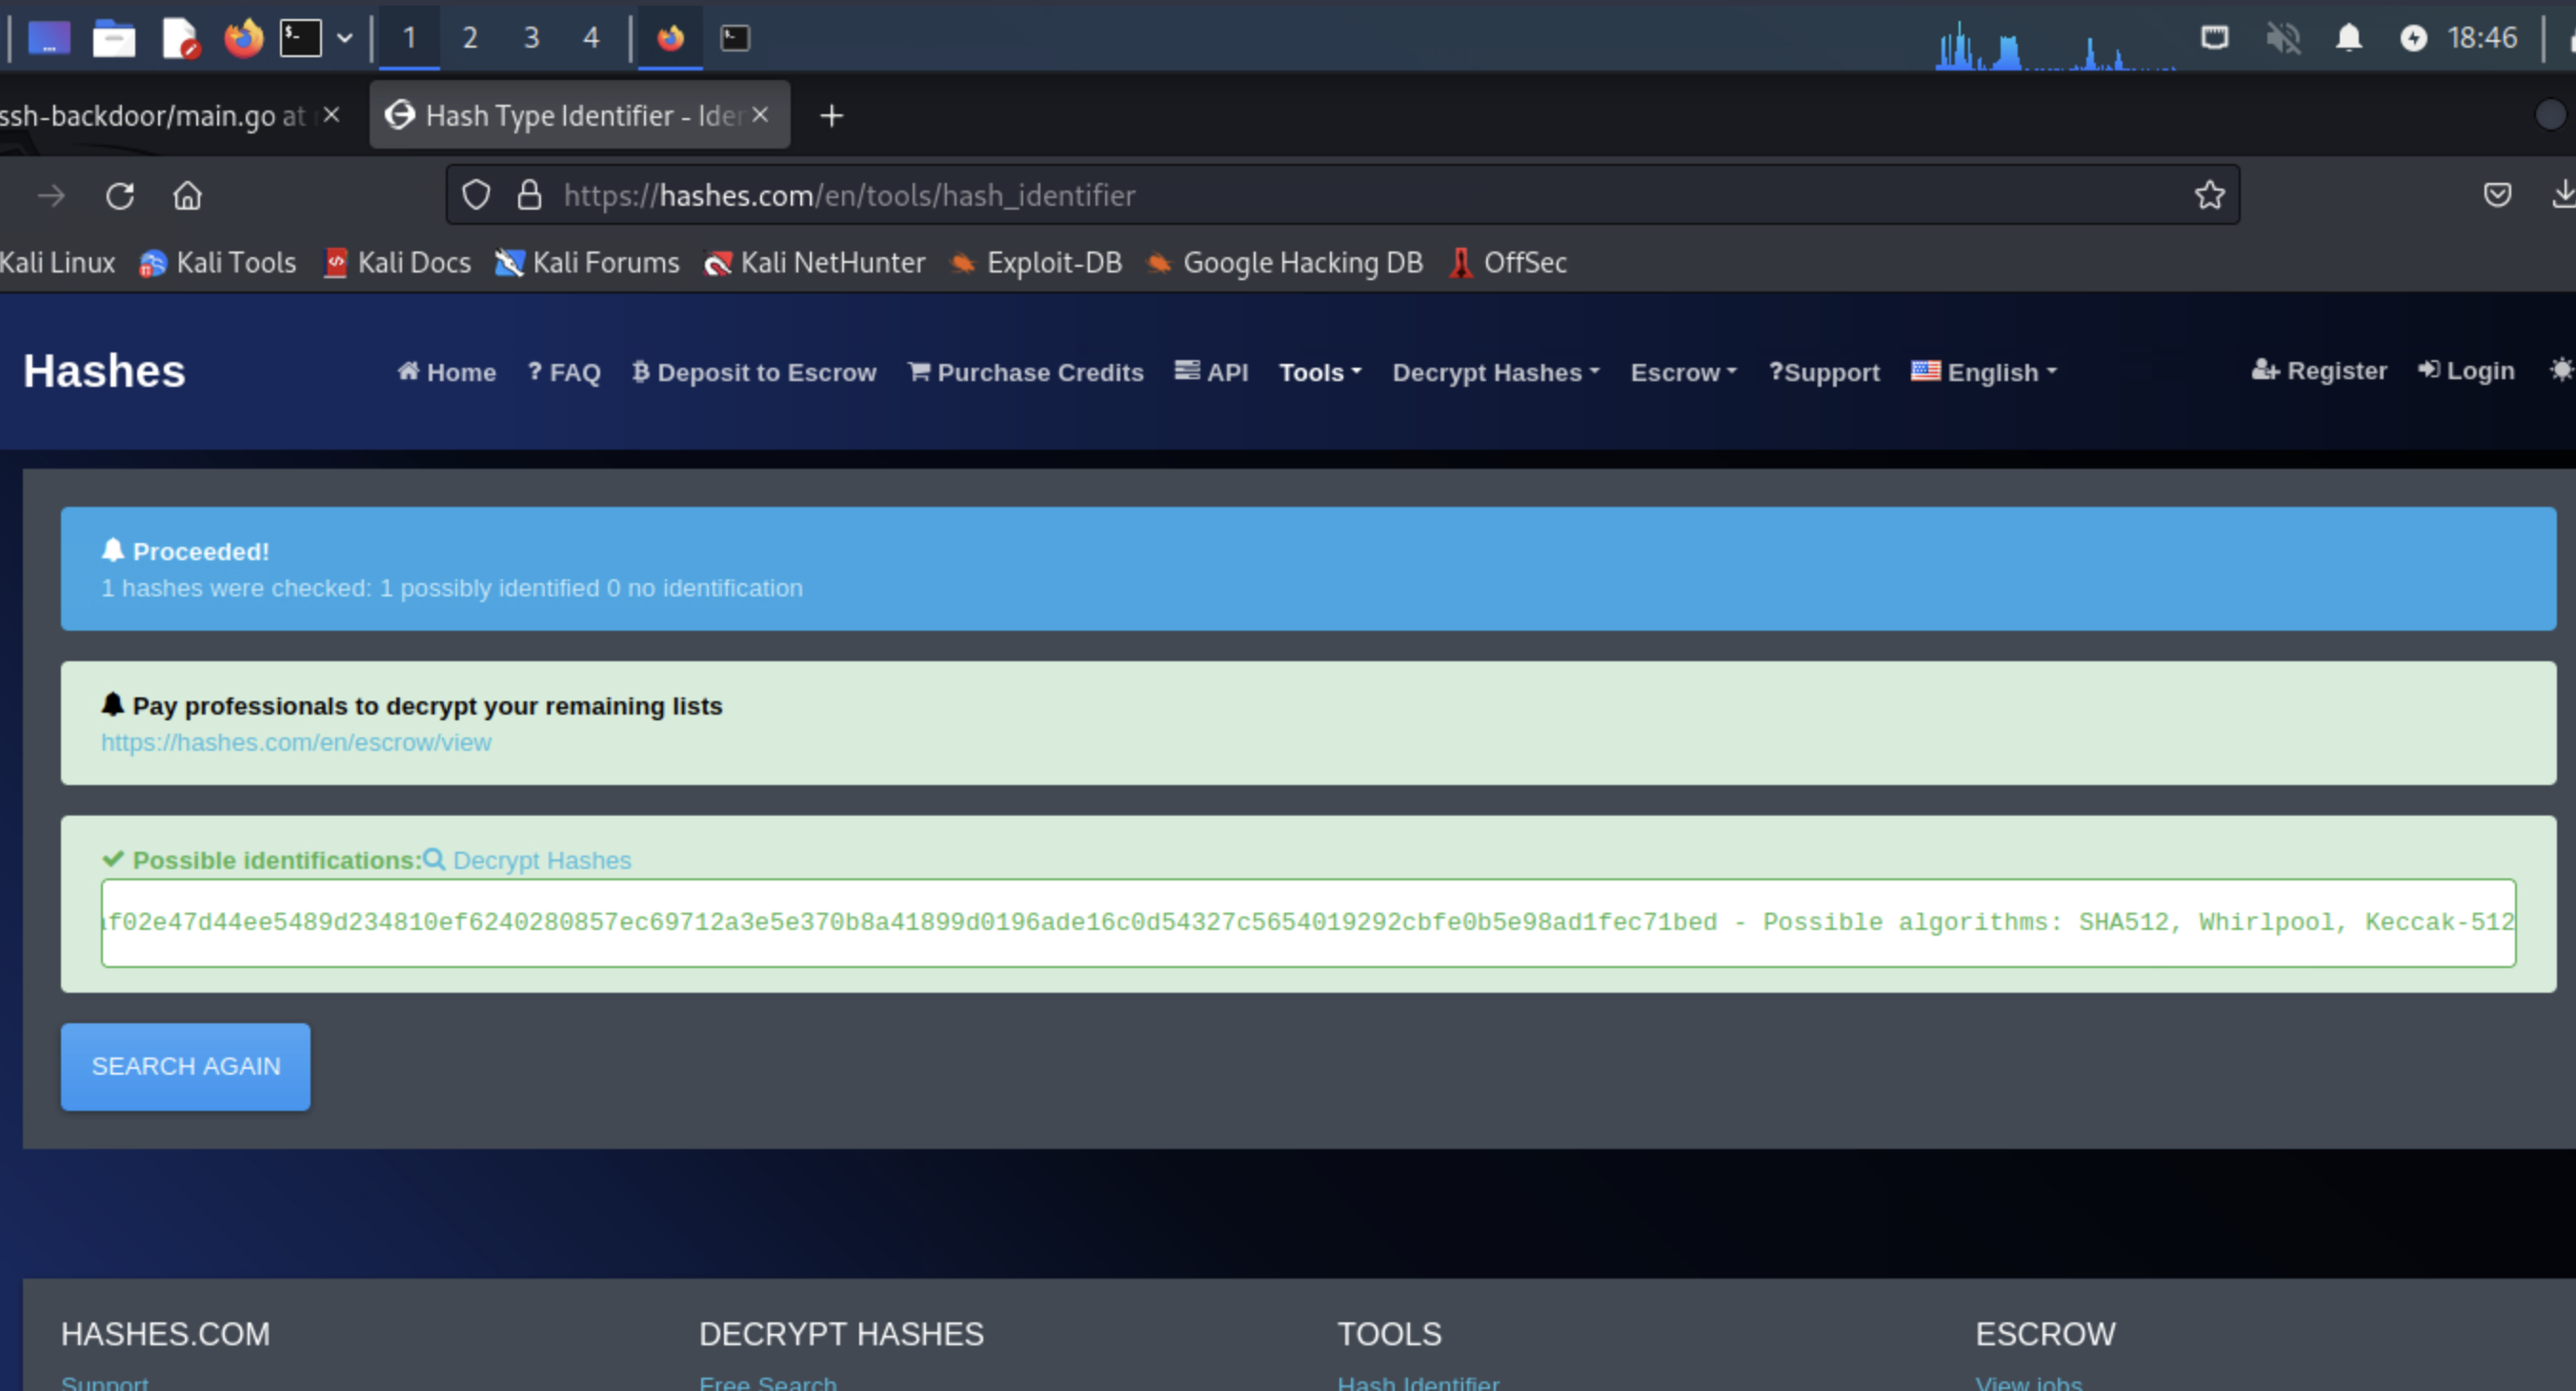 1 2 3 4 18:46
ssh-backdoor/main.go at Hash Type Identifier - Iden
https://hashes.com/en/tools/hash_identifier
Kali Linux Kali Tools Kali Docs Kali Forums Kali NetHunter Exploit-DB Google Hacking DB OffSec
Hashes Home ? FAQ Deposit to Escrow Purchase Credits API Tools Decrypt Hashes Escrow ?Support English Register Login
Proceeded!
1 hashes were checked: 1 possibly identified 0 no identification
Pay professionals to decrypt your remaining lists
https://hashes.com/en/escrow/view
Possible identifications: Decrypt Hashes
f02e47d44ee5489d234810ef6240280857ec69712a3e5e370b8a41899d0196ade16c0d54327c5654019292cbfe0b5e98ad1fec71bed - Possible algorithms: SHA512, Whirlpool, Keccak-512
SEARCH AGAIN
HASHES.COM DECRYPT HASHES TOOLS ESCROW
Support Free Search Hash Identifier View jobs